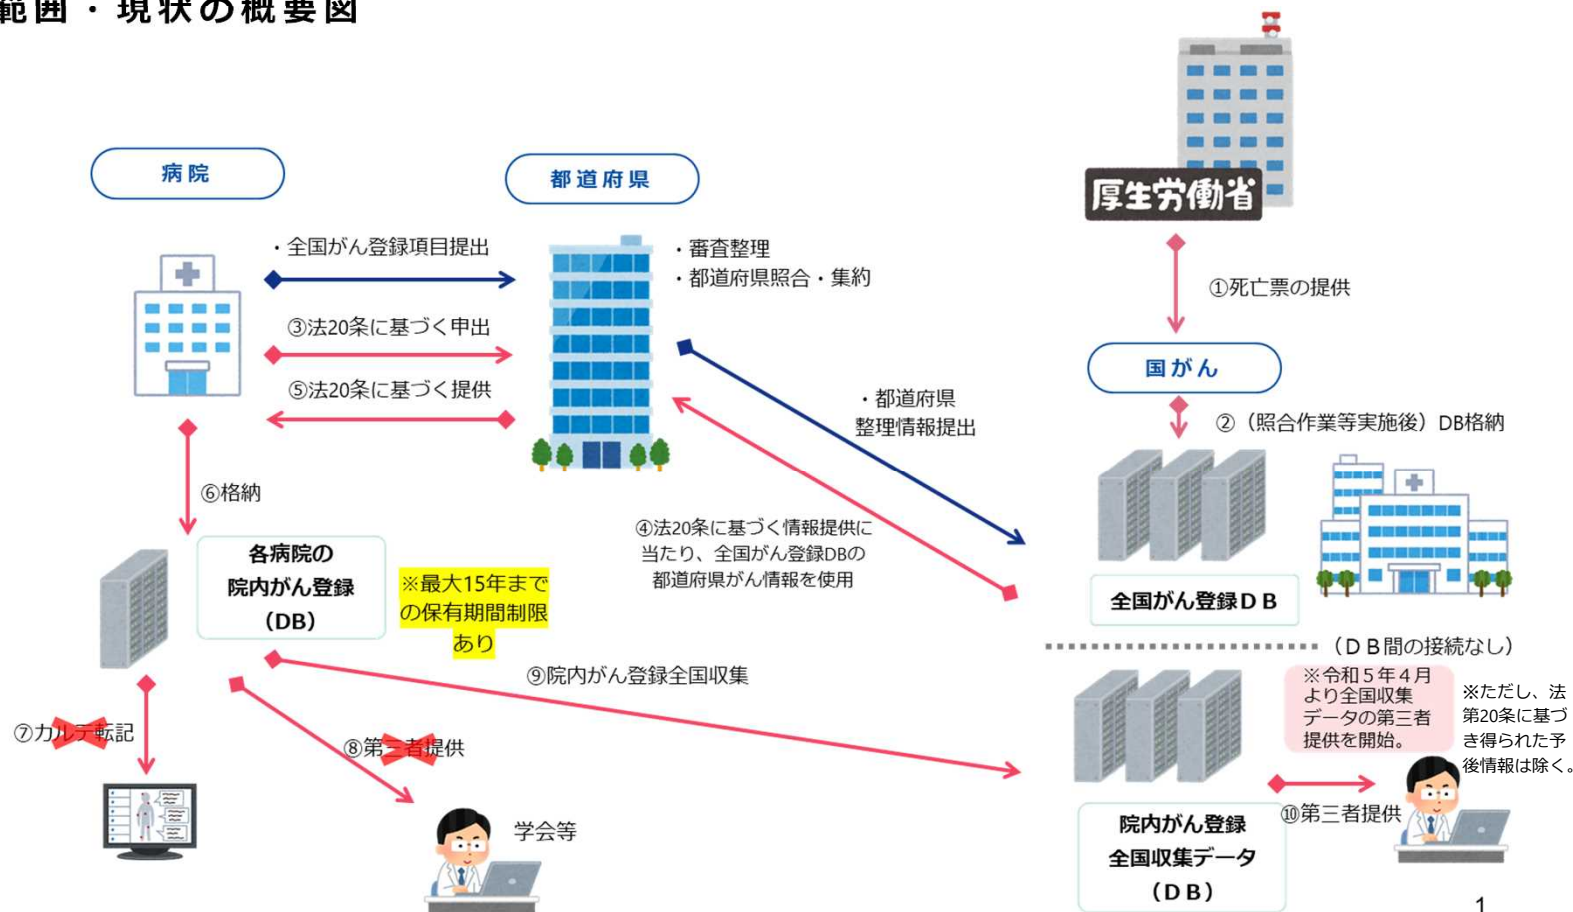 範囲・現状の概要図
厚生労働省
①死亡票の提供
国がん
②（照合作業等実施後）DB格納
病院
都道府県
・全国がん登録項目提出
・審査整理
・都道府県照合・集約
③法20条に基づく申出
⑤法20条に基づく提供
・都道府県
整理情報提出
⑥格納
④法20条に基づく情報提供に
当たり、全国がん登録DBの
都道府県がん情報を使用
全国がん登録ＤＢ
各病院の
院内がん登録
（DB）
※最大15年まで
の保有期間制限
あり
（ＤＢ間の接続なし）
⑨院内がん登録全国収集
※令和５年４月
より全国収集
データの第三者
提供を開始。
※ただし、法
第20条に基づ
き得られた予
後情報は除く。
⑦カルテ転記
⑧第三者提供
学会等
⑩第三者提供
院内がん登録
全国収集データ
（ＤＢ）
1